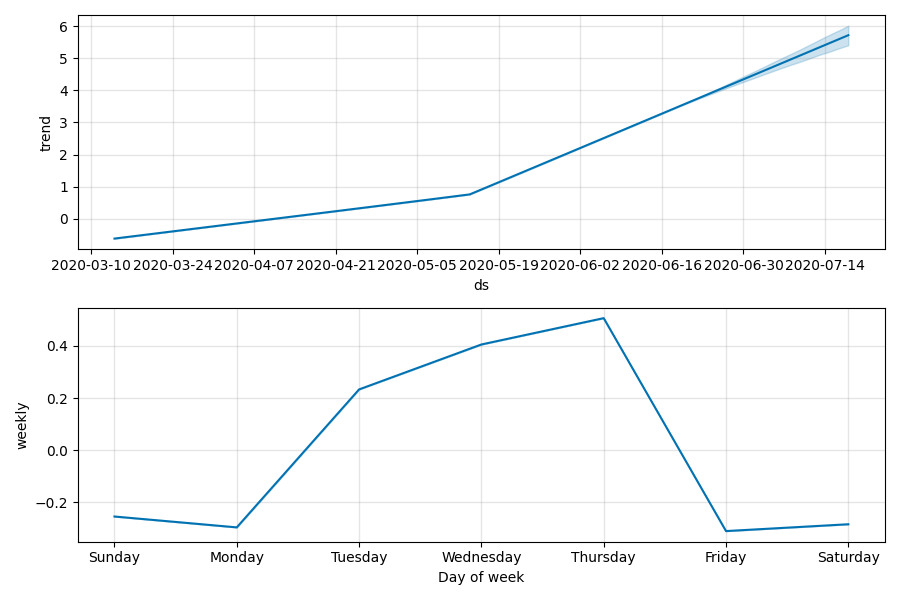 6
5
4
3
2
1
0
trend
2020-03-10 2020-03-24 2020-04-07 2020-04-21 2020-05-05 2020-05-19 2020-06-02 2020-06-16 2020-06-30 2020-07-14
ds
0.4
0.2
0.0
−0.2
weekly
Sunday Monday Tuesday Wednesday Thursday Friday Saturday
Day of week